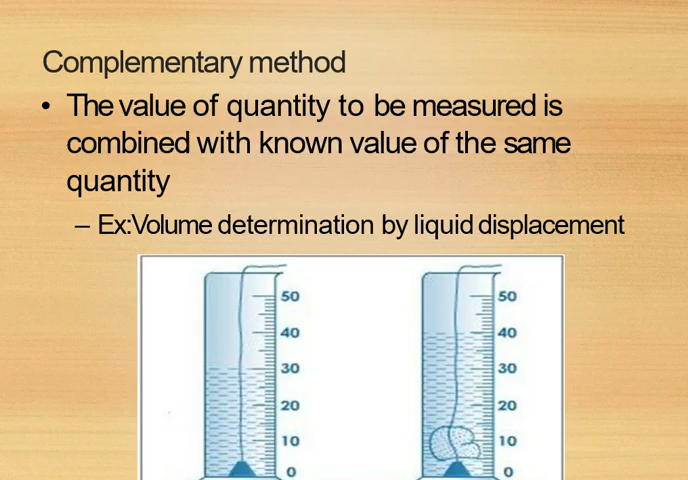 Complementary method
• The value of quantity to be measured is
combined with known value of the same
quantity
– Ex:Volume determination by liquid displacement
50 50
40 40
30 30
20 20
10 10
0 0